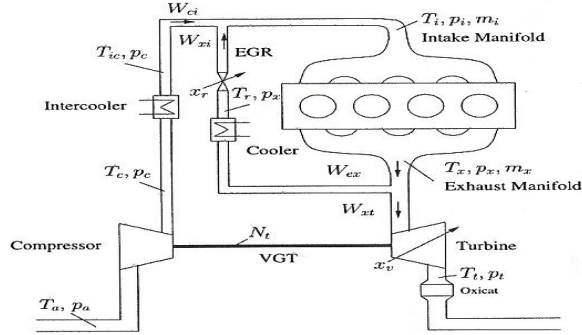 W_ci
T_i, p_i, m_i
W_xi
Intake Manifold
EGR
T_ic, p_c
x_r
T_r, p_x
Intercooler
Cooler
T_c, p_c
W_ex
T_x, p_x, m_x
Exhaust Manifold
W_xt
N_t
Compressor
Turbine
VGT
x_v
T_t, p_t
Oxicat
T_a, p_a